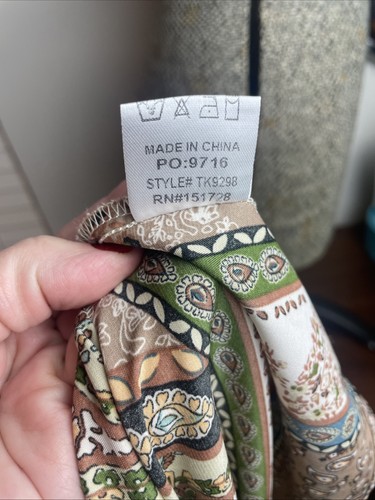 MADE IN CHINA
PO:9716
STYLE# TK9298
RN#151728